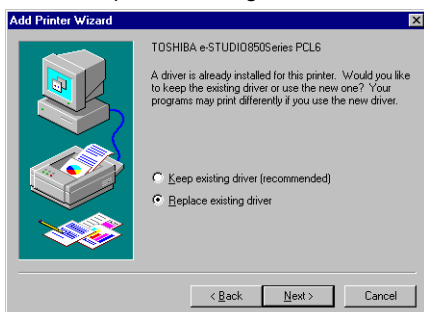 Add Printer Wizard
TOSHIBA e-STUDIO850Series PCL6
A driver is already installed for this printer. Would you like
to keep the existing driver or use the new one? Your
programs may print differently if you use the new driver.
Keep existing driver (recommended)
Replace existing driver
< Back
Next >
Cancel